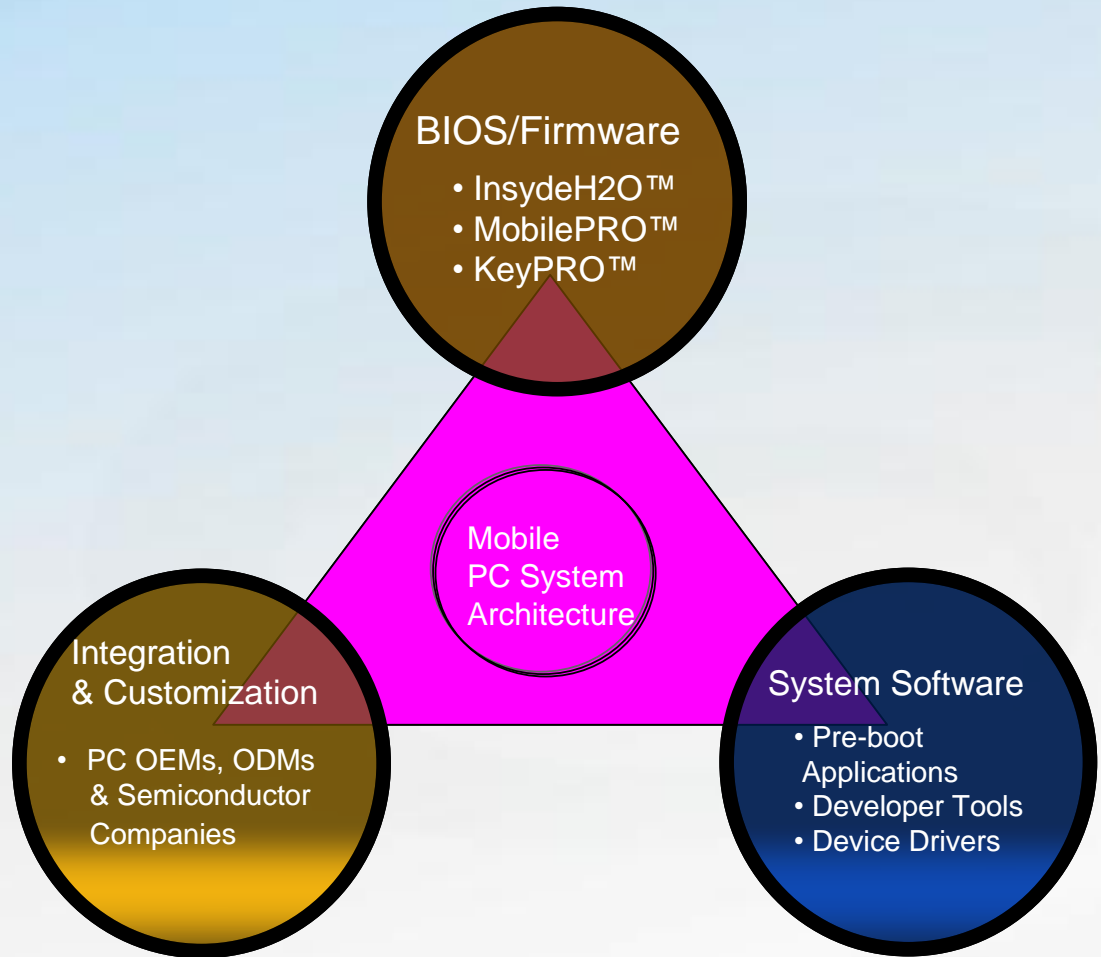 BIOS/Firmware
• InsydeH2O™
• MobilePRO™
• KeyPRO™
Mobile
PC System
Architecture
Integration
& Customization
• PC OEMs, ODMs
& Semiconductor
Companies
System Software
• Pre-boot
Applications
• Developer Tools
• Device Drivers